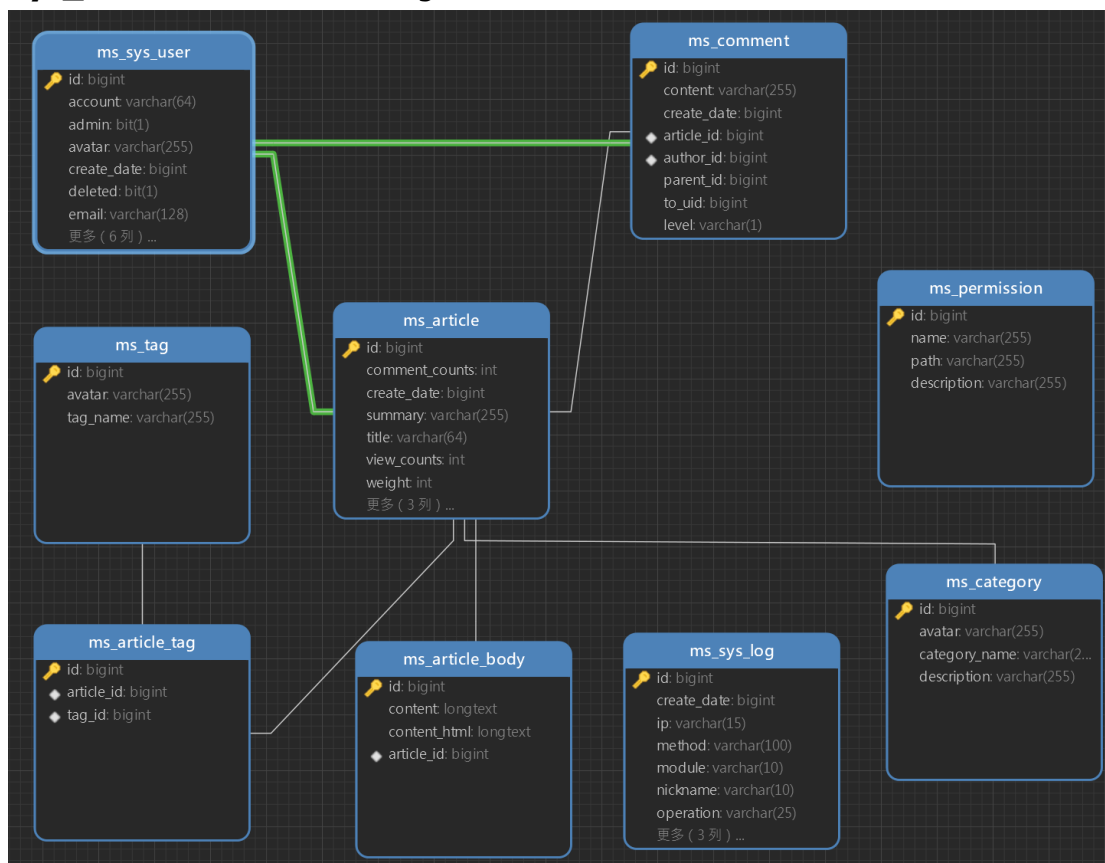 ms_sys_user
id: bigint
account: varchar(64)
admin: bit(1)
avatar: varchar(255)
create_date: bigint
deleted: bit(1)
email: varchar(128)
更多 ( 6 列 ) ...
ms_comment
id: bigint
content: varchar(255)
create_date: bigint
article_id: bigint
author_id: bigint
parent_id: bigint
to_uid: bigint
level: varchar(1)
ms_tag
id: bigint
avatar: varchar(255)
tag_name: varchar(255)
ms_article
id: bigint
comment_counts: int
create_date: bigint
summary: varchar(255)
title: varchar(64)
view_counts: int
weight: int
更多 ( 3 列 ) ...
ms_permission
id: bigint
name: varchar(255)
path: varchar(255)
description: varchar(255)
ms_article_tag
id: bigint
article_id: bigint
tag_id: bigint
ms_article_body
id: bigint
content: longtext
content_html: longtext
article_id: bigint
ms_sys_log
id: bigint
create_date: bigint
ip: varchar(15)
method: varchar(100)
module: varchar(10)
nickname: varchar(10)
operation: varchar(25)
更多 ( 3 列 ) ...
ms_category
id: bigint
avatar: varchar(255)
category_name: varchar(2...
description: varchar(255)